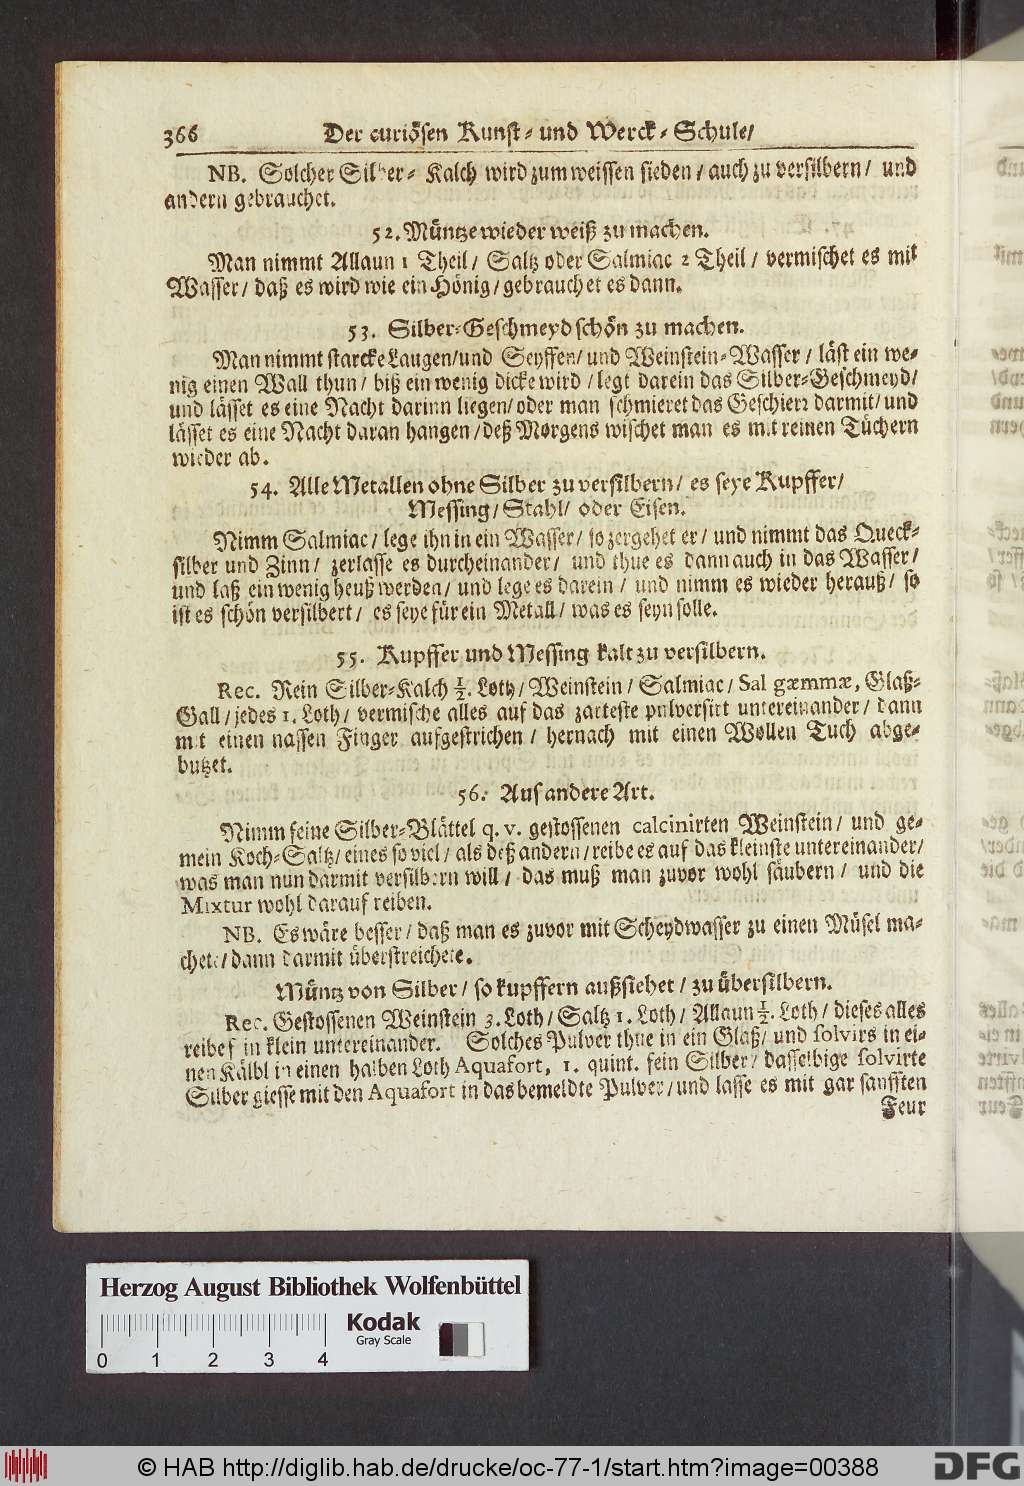 366 Der curiösen Kunst- und Werck-Schule/
NB. Solcher Silber-Kalch wird zum weissen sieden / auch zu versilbern / und
andern gebrauchet.
52. Müntze wieder weiß zu machen.
Man nimmt Allaun 1 Theil / Saltz oder Salmiac 2 Theil / vermischet es mit
Wasser / daß es wird wie ein Hönig / gebrauchet es dann.
53. Silber-Geschmeyd schön zu machen.
Man nimmt starcke Laugen/und Seyffen/ und Weinstein-Wasser / läst ein we-
nig einen Wall thun / biß ein wenig dicke wird / legt darein das Silber-Geschmeyd/
und lässet es eine Nacht darinn liegen/ oder man schmieret das Geschierr darmit/ und
lässet es eine Nacht daran hangen / deß Morgens wischet man es mit reinen Tüchern
wieder ab.
54. Alle Metallen ohne Silber zu versilbern / es seye Kupffer/
Messing/ Stahl/ oder Eisen.
Nimm Salmiac / lege ihn in ein Wasser / so zergehet er / und nimmt das Queck-
silber und Zinn / zerlasse es durcheinander / und thue es dann auch in das Wasser /
und laß ein wenig heuß werden / und lege es darein / und nimm es wieder herauß / so
ist es schön versilbert / es seye für ein Metall / was es seyn solle.
55. Kupffer und Messing kalt zu versilbern.
Rec. Rein Silber-Kalch ½. Loth / Weinstein / Salmiac / Sal gæmmæ, Glaß-
Gall / jedes 1. Loth / vermische alles auf das zarteste pulversirt untereinander / dann
mit einen nassen Finger aufgestrichen / hernach mit einen Wollen Tuch abge-
butzet.
56. Auf andere Art.
Nimm feine Silber-Blättel q. v. gestossenen calcinirten Weinstein / und ge-
mein Koch-Saltz / eines so viel / als deß andern / reibe es auf das kleinste untereinander/
was man nun darmit versilbern will / das muß man zuvor wohl säubern / und die
Mixtur wohl darauf reiben.
NB. Es wäre besser / daß man es zuvor mit Scheydwasser zu einen Müsel ma-
chete / dann darmit überstreichete.
Müntz von Silber / so kupffern außsiehet / zu übersilbern.
Rec. Gestossenen Weinstein 3. Loth / Saltz 1. Loth / Allaun ½. Loth / dieses alles
reibes in klein untereinander. Solches Pulver thue in ein Glaß/ und solvirs in ei-
nen Kälbl in einen halben Loth Aquafort, 1. quint. fein Silber / dasselbige solvirte
Silber giesse mit den Aquafort in das bemeldte Pulver / und lasse es mit gar sanfften
Feur
Herzog August Bibliothek Wolfenbüttel
Kodak
Gray Scale
0 1 2 3 4
© HAB http://diglib.hab.de/drucke/oc-77-1/start.htm?image=00388
DFG